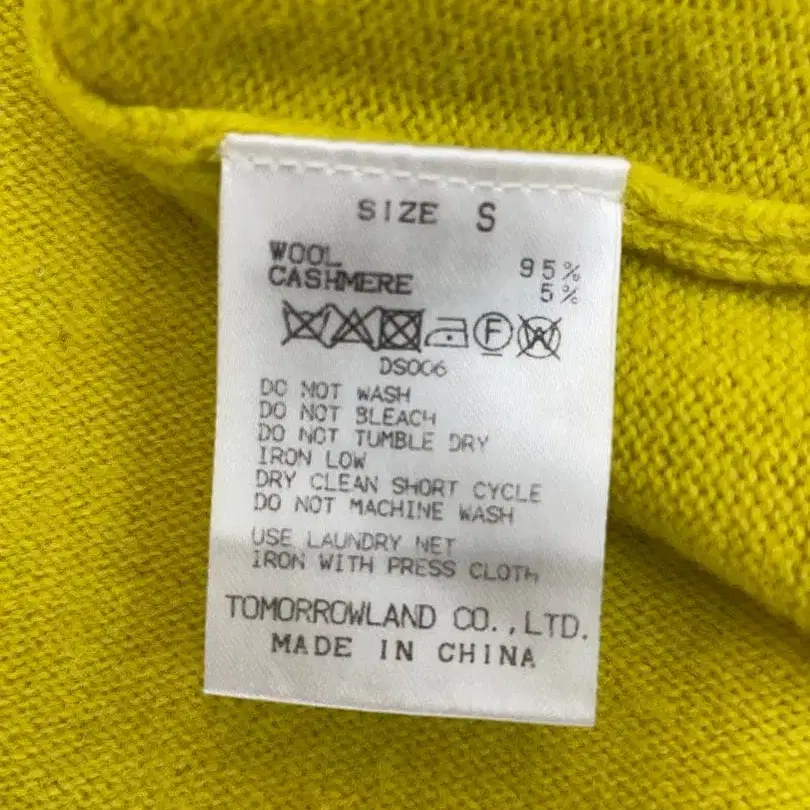 SIZE S
WOOL 95%
CASHMERE 5%
F W
DS006
DO NOT WASH
DO NOT BLEACH
DO NOT TUMBLE DRY
IRON LOW
DRY CLEAN SHORT CYCLE
DO NOT MACHINE WASH
USE LAUNDRY NET
IRON WITH PRESS CLOTH
TOMORROWLAND CO.,LTD.
MADE IN CHINA